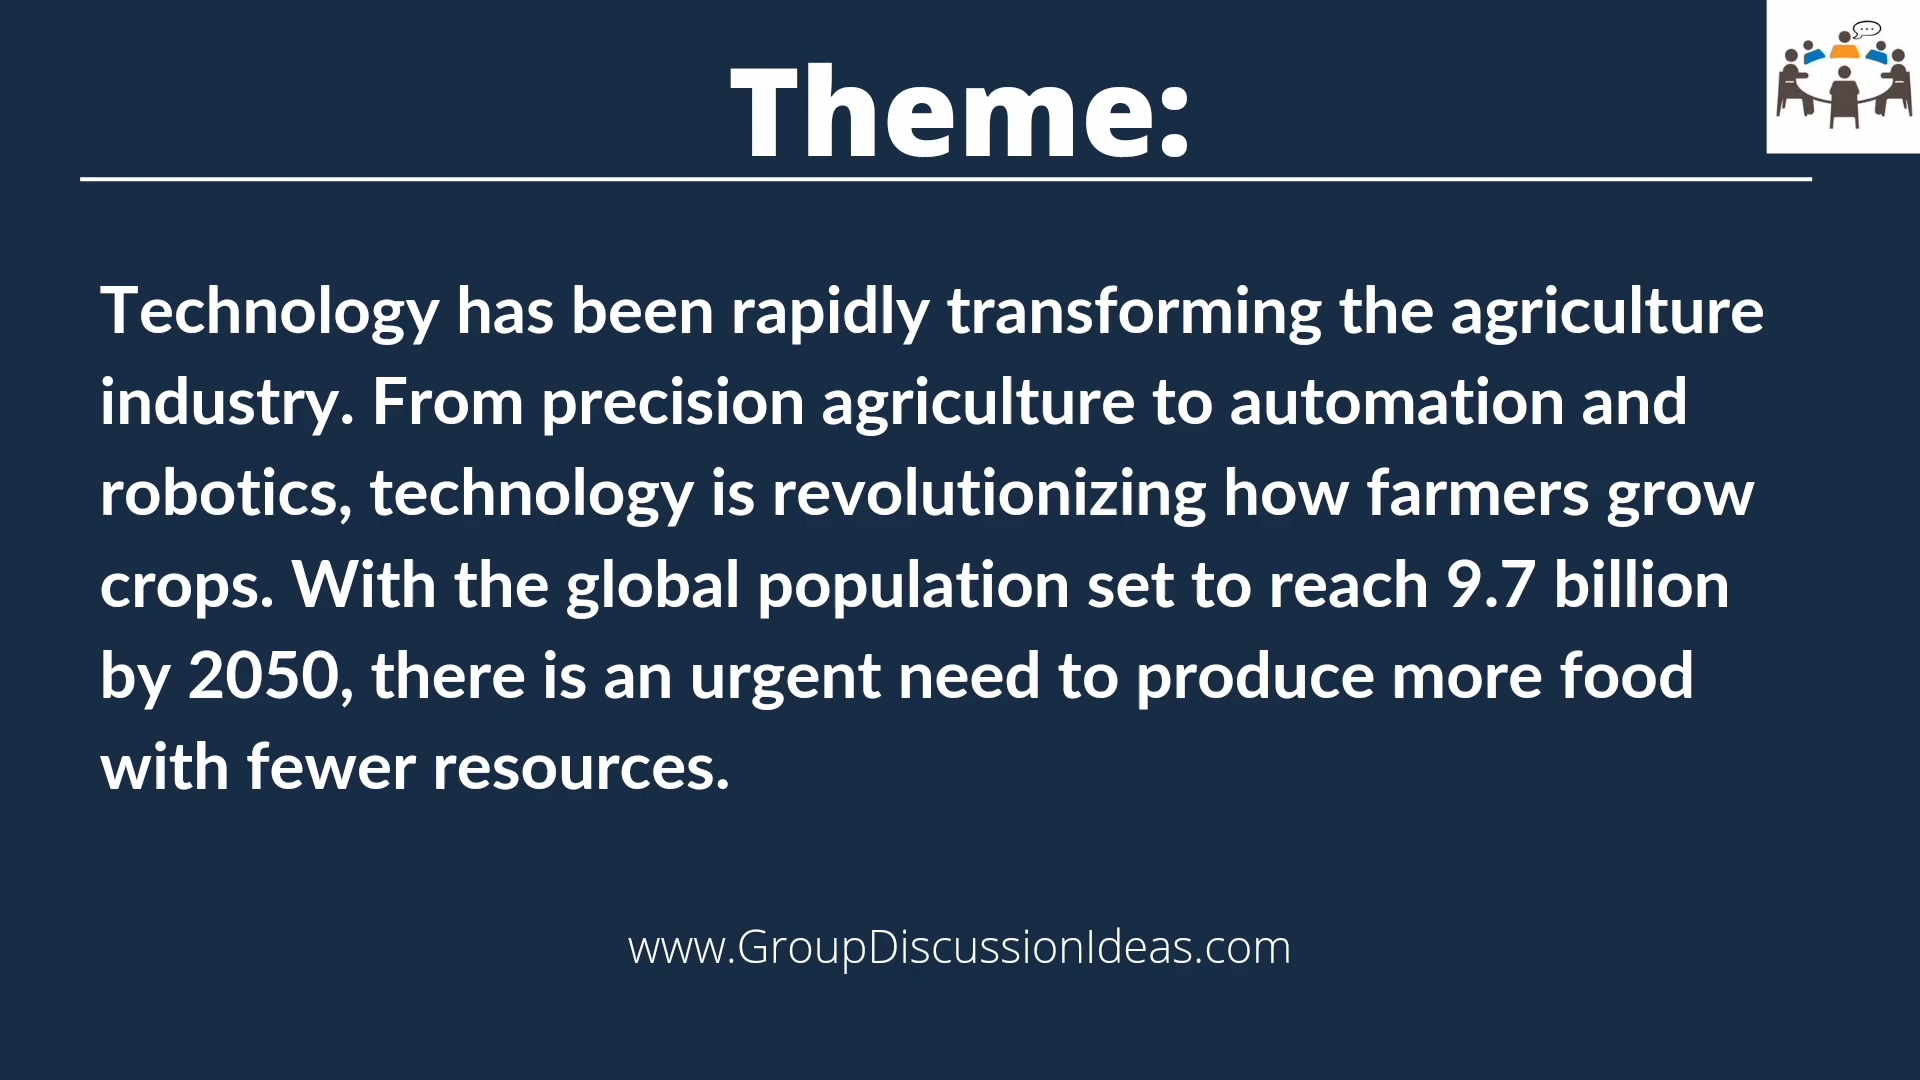 Theme:
Technology has been rapidly transforming the agriculture
industry. From precision agriculture to automation and
robotics, technology is revolutionizing how farmers grow
crops. With the global population set to reach 9.7 billion
by 2050, there is an urgent need to produce more food
with fewer resources.
www.GroupDiscussionIdeas.com